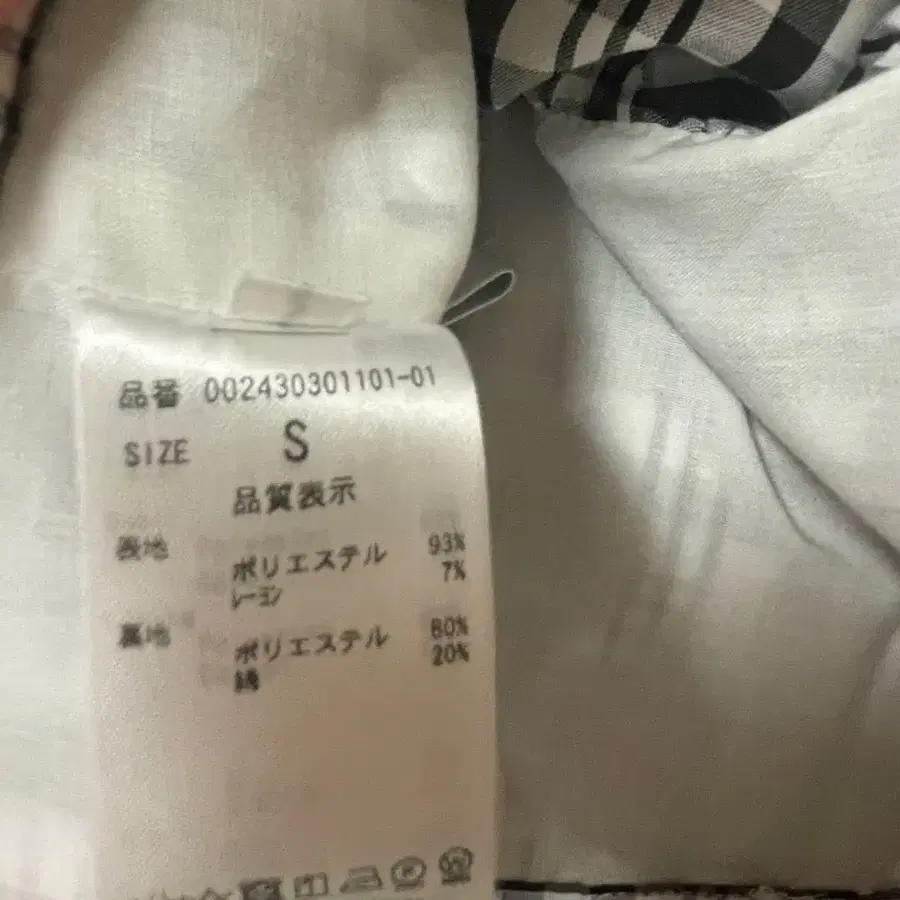 品番 002430301101-01
SIZE S
品質表示
表地 ポリエステル 93%
レーヨン 7%
裏地 ポリエステル 80%
綿 20%